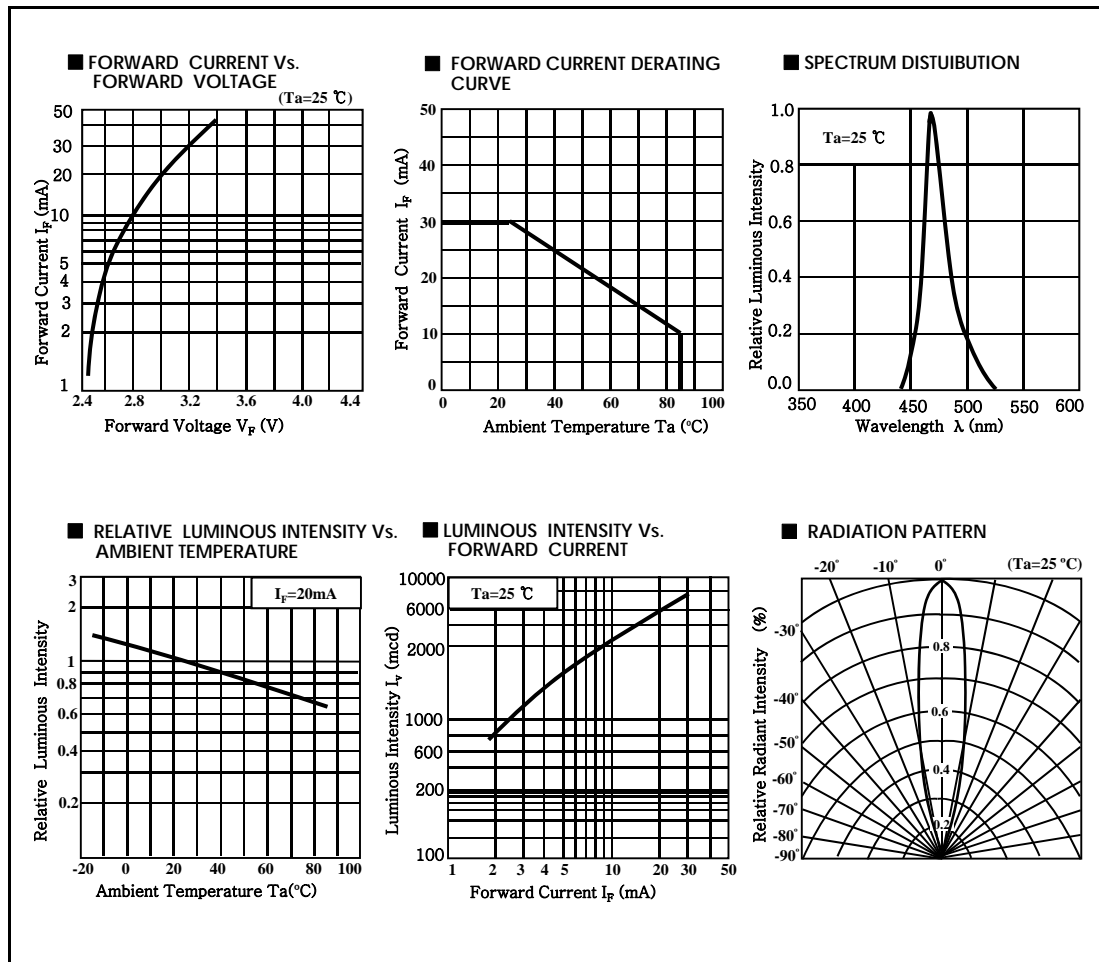 ■ FORWARD CURRENT Vs.
FORWARD VOLTAGE
(Ta=25 ℃)
50
30
20
10
5
4
3
2
1
Forward Current I_F (mA)
2.4 2.8 3.2 3.6 4.0 4.4
Forward Voltage V_F (V)
■ FORWARD CURRENT DERATING
CURVE
50
40
30
20
10
0
Forward Current I_F (mA)
0 20 40 60 80 100
Ambient Temperature Ta (°C)
■ SPECTRUM DISTUIBUTION
Ta=25 ℃
1.0
0.8
0.6
0.4
0.2
0.0
Relative Luminous Intensity
350 400 450 500 550 600
Wavelength λ (nm)
■ RELATIVE LUMINOUS INTENSITY Vs.
AMBIENT TEMPERATURE
I_F=20mA
3
2
1
0.8
0.6
0.4
0.2
Relative Luminous Intensity
-20 0 20 40 60 80 100
Ambient Temperature Ta(°C)
■ LUMINOUS INTENSITY Vs.
FORWARD CURRENT
Ta=25 ℃
10000
6000
2000
1000
600
200
100
Luminous Intensity I_v (mcd)
1 2 3 4 5 10 20 30 50
Forward Current I_F (mA)
■ RADIATION PATTERN
-20° -10° 0° (Ta=25 °C)
-30°
-40°
-50°
-60°
-70°
-80°
-90°
0.8
0.6
0.4
0.2
Relative Radiant Intensity (%)